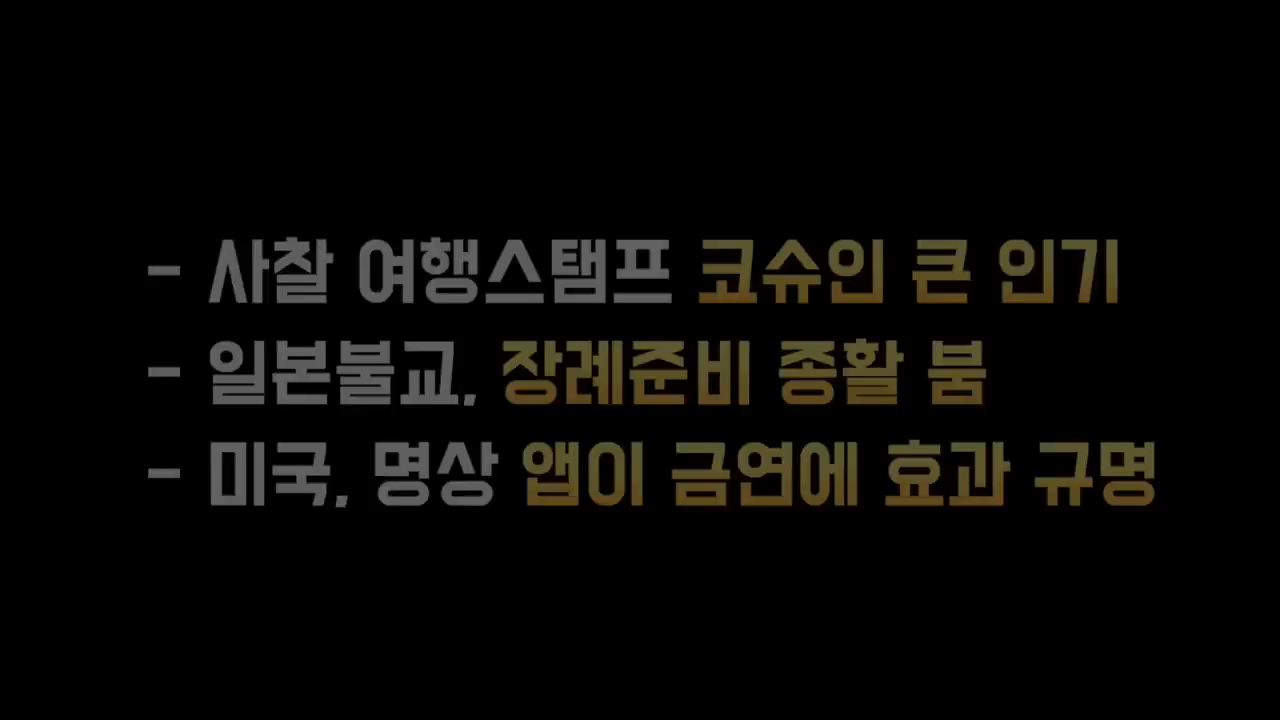 - 사찰 여행스탬프 코슈인 큰 인기
- 일본불교, 장례준비 종활 붐
- 미국, 명상 앱이 금연에 효과 규명